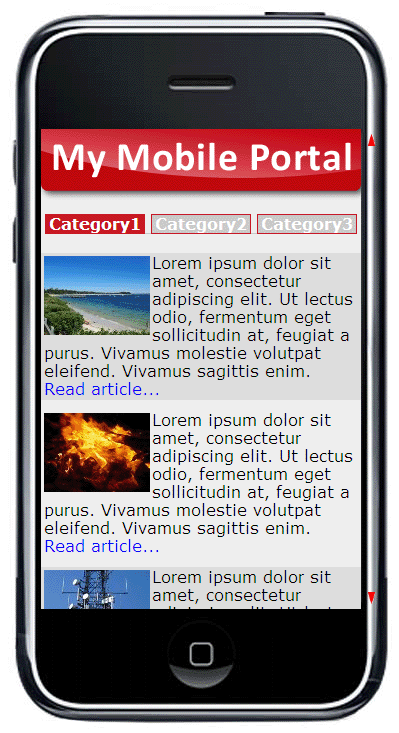 My Mobile Portal
Category1 Category2 Category3
Lorem ipsum dolor sit
amet, consectetur
adipiscing elit. Ut lectus
odio, fermentum eget
sollicitudin at, feugiat a
purus. Vivamus molestie volutpat
eleifend. Vivamus sagittis enim.
Read article...
Lorem ipsum dolor sit
amet, consectetur
adipiscing elit. Ut lectus
odio, fermentum eget
sollicitudin at, feugiat a
purus. Vivamus molestie volutpat
eleifend. Vivamus sagittis enim.
Read article...
Lorem ipsum dolor sit
amet, consectetur